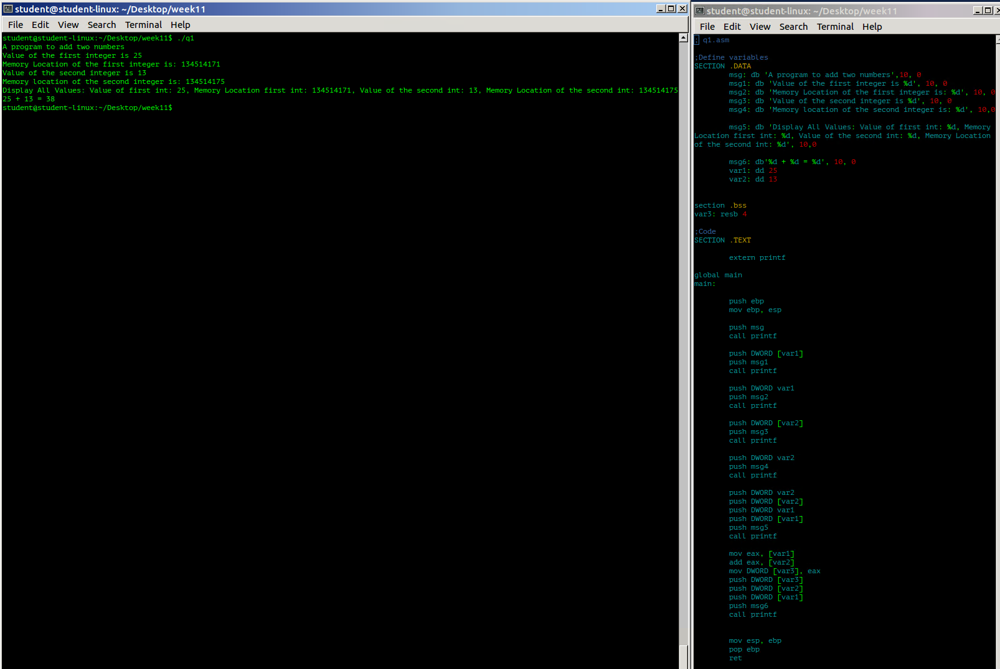 student@student-linux: ~/Desktop/week11
File Edit View Search Terminal Help
student@student-linux:~/Desktop/week11$ ./q1
A program to add two numbers
Value of the first integer is 25
Memory Location of the first integer is: 134514171
Value of the second integer is 13
Memory location of the second integer is: 134514175
Display All Values: Value of first int: 25, Memory Location first int: 134514171, Value of the second int: 13, Memory Location of the second int: 134514175
25 + 13 = 38
student@student-linux:~/Desktop/week11$
student@student-linux: ~/Desktop/week11
File Edit View Search Terminal Help
; q1.asm
;Define variables
SECTION .DATA
msg: db 'A program to add two numbers',10, 0
msg1: db 'Value of the first integer is %d', 10, 0
msg2: db 'Memory Location of the first integer is: %d', 10, 0
msg3: db 'Value of the second integer is %d', 10, 0
msg4: db 'Memory location of the second integer is: %d', 10,0
msg5: db 'Display All Values: Value of first int: %d, Memory
Location first int: %d, Value of the second int: %d, Memory Location
of the second int: %d', 10,0
msg6: db'%d + %d = %d', 10, 0
var1: dd 25
var2: dd 13
section .bss
var3: resb 4
;Code
SECTION .TEXT
extern printf
global main
main:
push ebp
mov ebp, esp
push msg
call printf
push DWORD [var1]
push msg1
call printf
push DWORD var1
push msg2
call printf
push DWORD [var2]
push msg3
call printf
push DWORD var2
push msg4
call printf
push DWORD var2
push DWORD [var2]
push DWORD var1
push DWORD [var1]
push msg5
call printf
mov eax, [var1]
add eax, [var2]
mov DWORD [var3], eax
push DWORD [var3]
push DWORD [var2]
push DWORD [var1]
push msg6
call printf
mov esp, ebp
pop ebp
ret